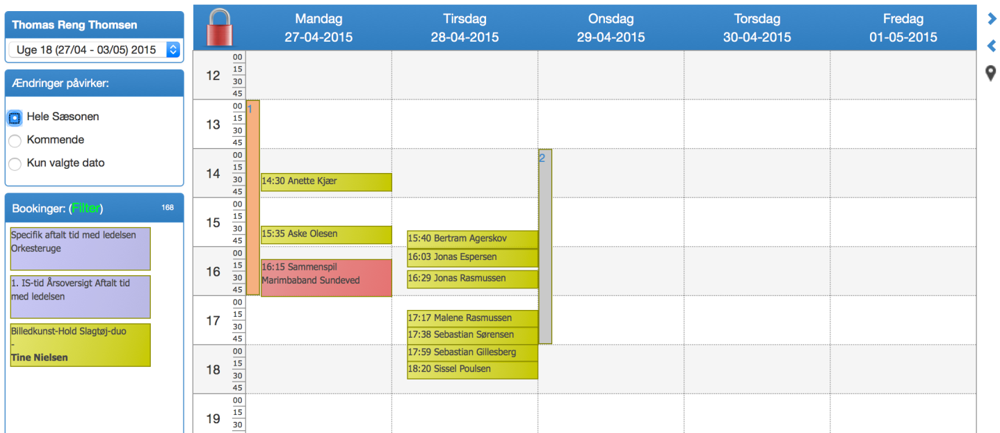 Thomas Reng Thomsen
Uge 18 (27/04 - 03/05) 2015
Ændringer påvirker:
Hele Sæsonen
Kommende
Kun valgte dato
Bookinger: (Filter) 168
Specifik aftalt tid med ledelsen
Orkesteruge
1. IS-tid Årsoversigt Aftalt tid
med ledelsen
Billedkunst-Hold Slagtøj-duo
-
Tine Nielsen
Mandag Tirsdag Onsdag Torsdag Fredag
27-04-2015 28-04-2015 29-04-2015 30-04-2015 01-05-2015
12
00
15
30
45
13
00
15
30
45
14
00
15
30
45
15
00
15
30
45
16
00
15
30
45
17
00
15
30
45
18
00
15
30
45
19
00
15
30
1
14:30 Anette Kjær
15:35 Aske Olesen
16:15 Sammenspil
Marimbaband Sundeved
15:40 Bertram Agerskov
16:03 Jonas Espersen
16:29 Jonas Rasmussen
17:17 Malene Rasmussen
17:38 Sebastian Sørensen
17:59 Sebastian Gillesberg
18:20 Sissel Poulsen
2